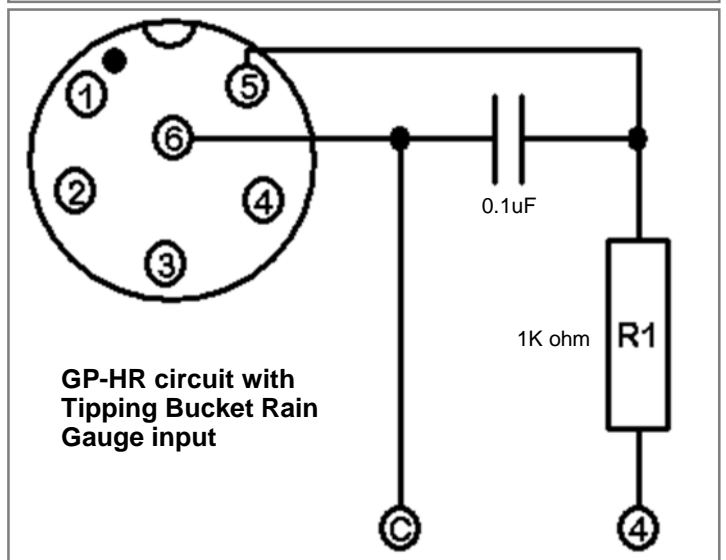 1
5
6
2
4
3
0.1uF
1K ohm
R1
GP-HR circuit with
Tipping Bucket Rain
Gauge input
C
4